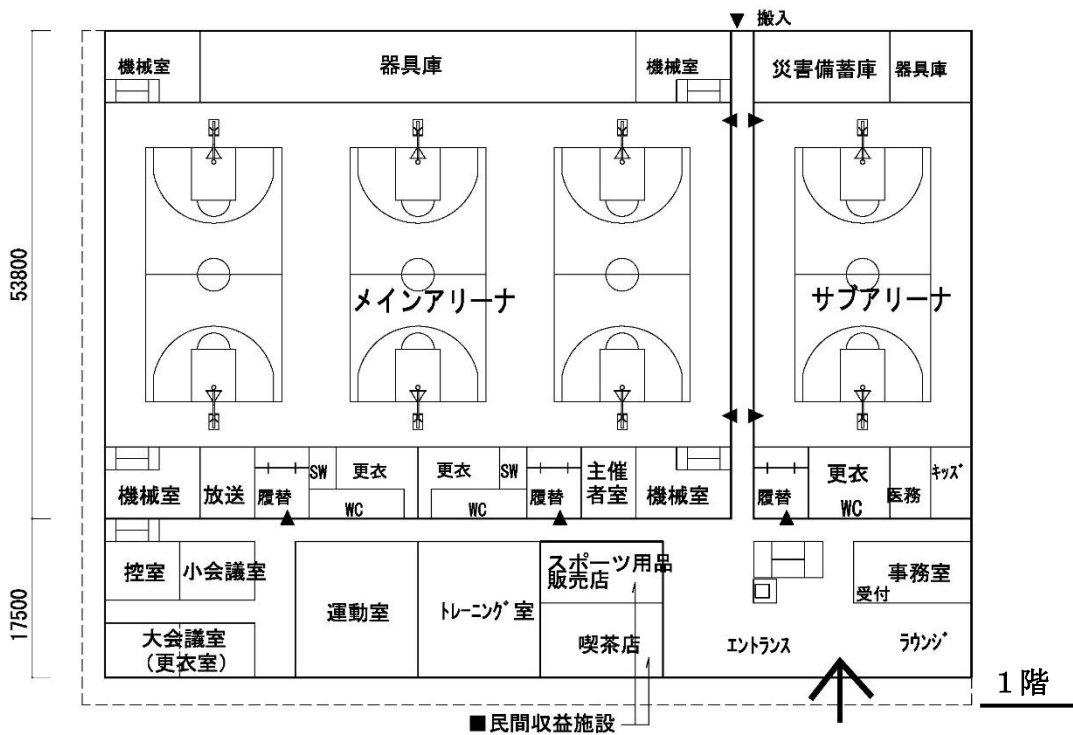 ▼ 搬入
機械室
器具庫
機械室
災害備蓄庫
器具庫
53800
メインアリーナ
サブアリーナ
機械室
放送
履替
SW
更衣
WC
更衣
SW
WC
履替
主催
者室
機械室
履替
更衣
WC
医務
ｷｯｽﾞ
17500
控室
小会議室
大会議室
（更衣室）
運動室
ﾄﾚｰﾆﾝｸﾞ室
スポーツ用品
販売店
喫茶店
エントランス
事務室
受付
ﾗｳﾝｼﾞ
■民間収益施設
１階